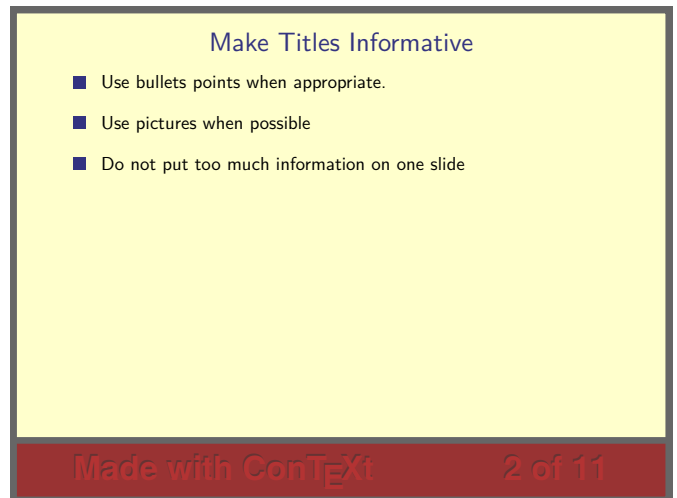 Make Titles Informative
Use bullets points when appropriate.
Use pictures when possible
Do not put too much information on one slide
Made with ConTEXt 2 of 11